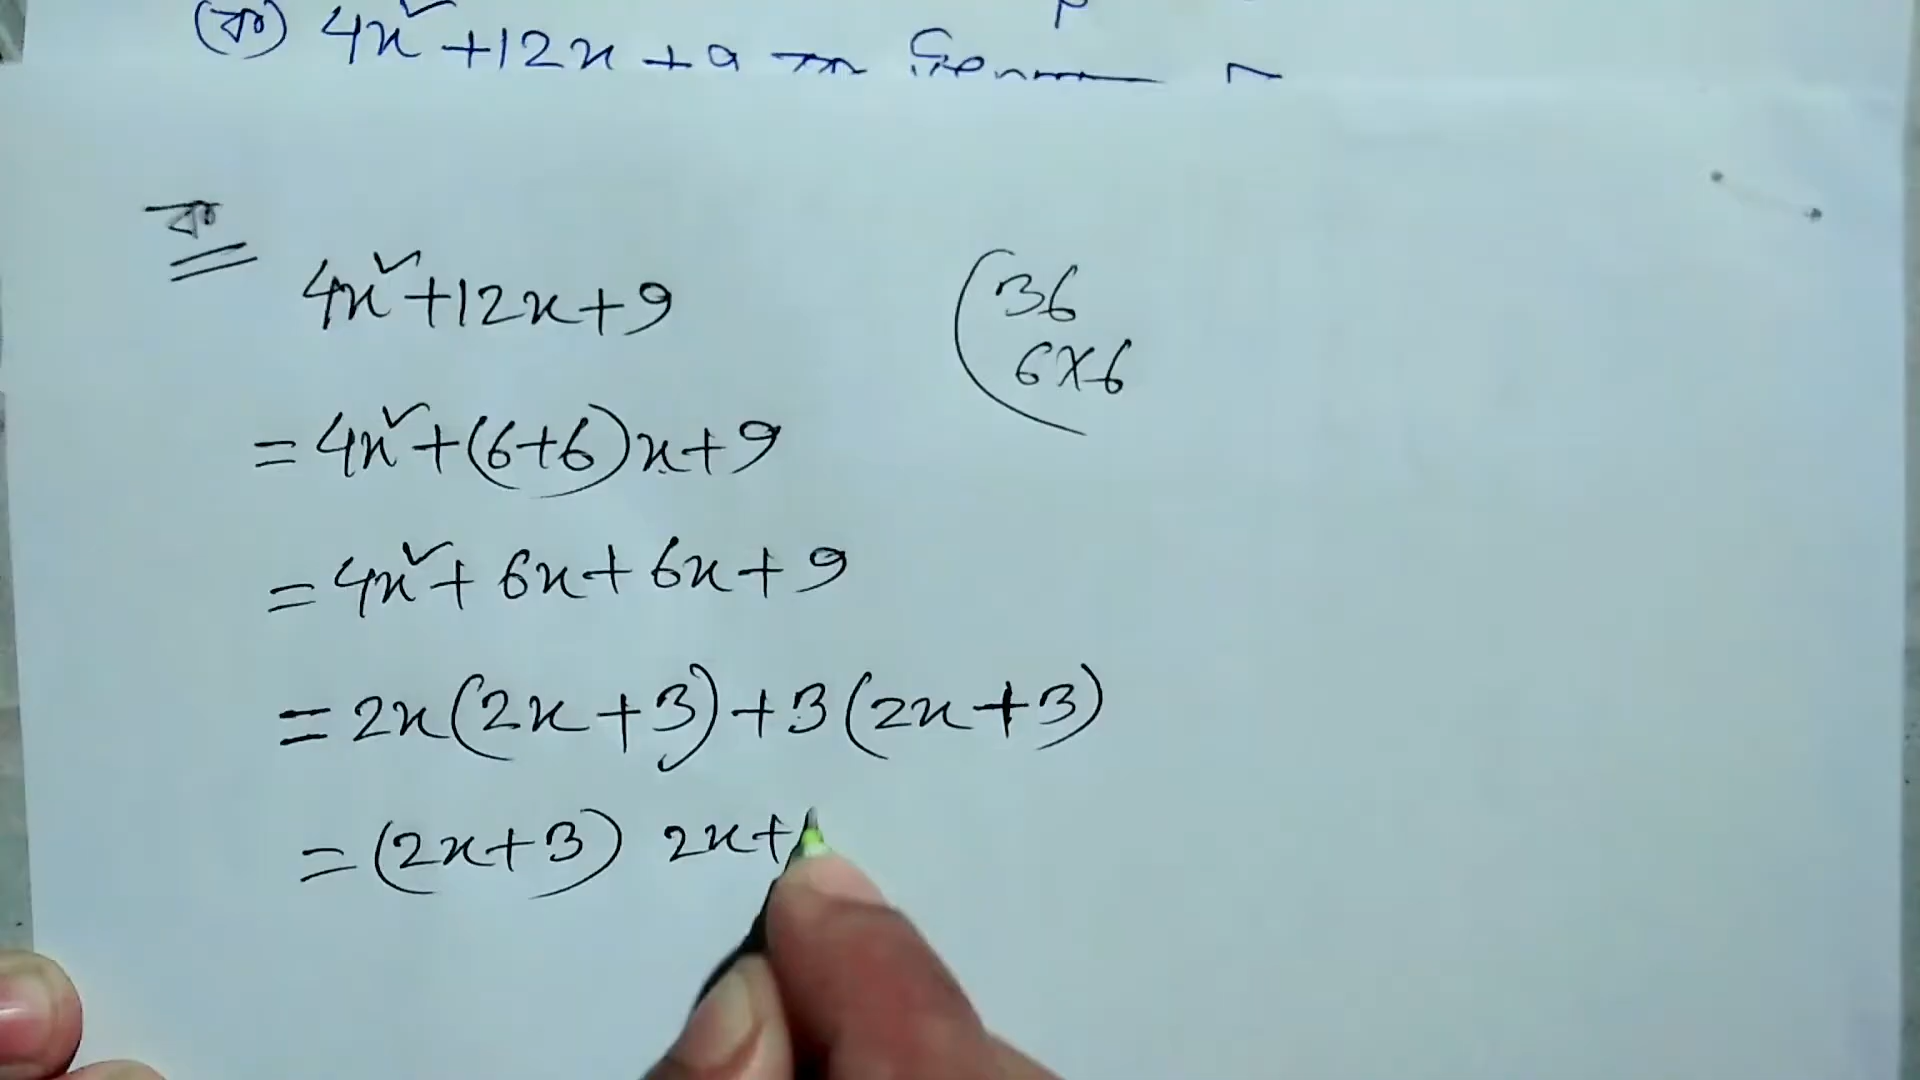 (ক) 4x² + 12x + 9
ক
4x² + 12x + 9
(36
6×6
= 4x² + (6+6)x + 9
= 4x² + 6x + 6x + 9
= 2x(2x+3) + 3(2x+3)
= (2x+3) 2x+